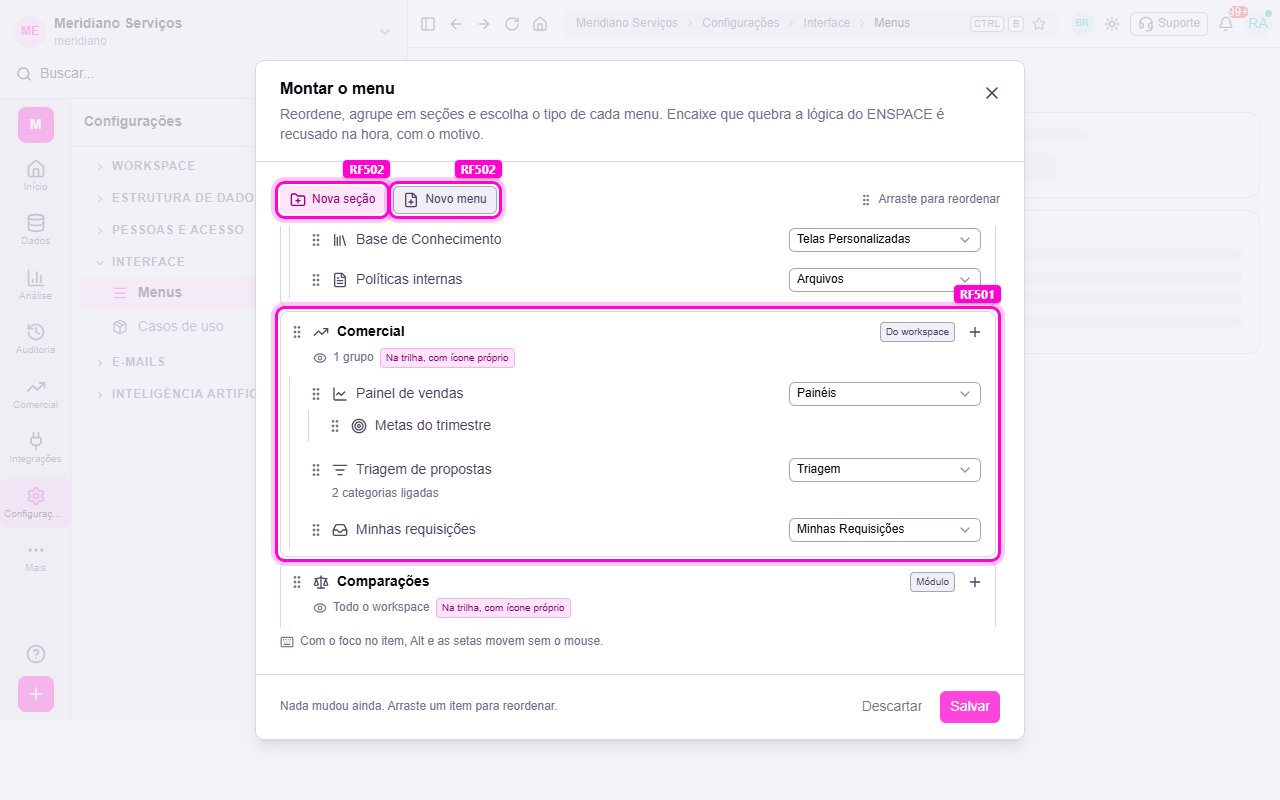 ME
Meridiano Serviços
meridiano
Buscar...
Meridiano Serviços > Configurações > Interface > Menus
CTRL B
BR
Suporte
99+
RA
M
Início
Dados
Análise
Auditoria
Comercial
Integrações
Configuraç...
Mais
Configurações
WORKSPACE
ESTRUTURA DE DADO
PESSOAS E ACESSO
INTERFACE
Menus
Casos de uso
E-MAILS
INTELIGÊNCIA ARTIFIC
Montar o menu
Reordene, agrupe em seções e escolha o tipo de cada menu. Encaixe que quebra a lógica do ENSPACE é
recusado na hora, com o motivo.
RF502
RF502
Nova seção
Novo menu
Arraste para reordenar
Base de Conhecimento
Telas Personalizadas
Políticas internas
Arquivos
RF501
Comercial
Do workspace
1 grupo
Na trilha, com ícone próprio
Painel de vendas
Painéis
Metas do trimestre
Triagem de propostas
Triagem
2 categorias ligadas
Minhas requisições
Minhas Requisições
Comparações
Módulo
Todo o workspace
Na trilha, com ícone próprio
Com o foco no item, Alt e as setas movem sem o mouse.
Nada mudou ainda. Arraste um item para reordenar.
Descartar
Salvar